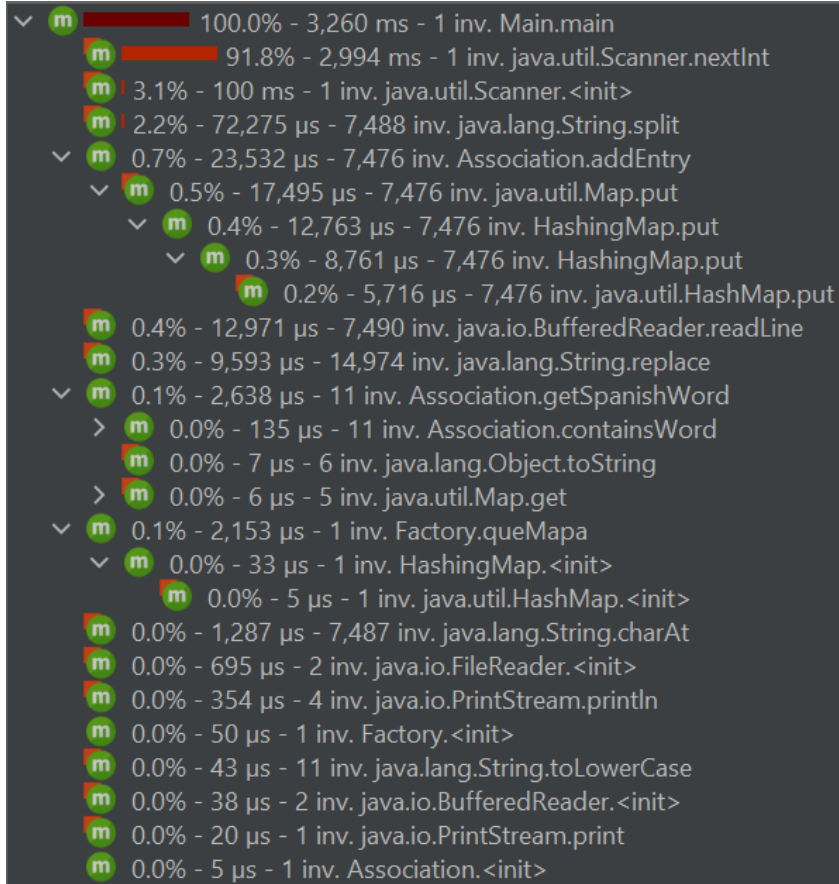 m 100.0% - 3,260 ms - 1 inv. Main.main
m 91.8% - 2,994 ms - 1 inv. java.util.Scanner.nextInt
m 3.1% - 100 ms - 1 inv. java.util.Scanner.<init>
m 2.2% - 72,275 µs - 7,488 inv. java.lang.String.split
m 0.7% - 23,532 µs - 7,476 inv. Association.addEntry
m 0.5% - 17,495 µs - 7,476 inv. java.util.Map.put
m 0.4% - 12,763 µs - 7,476 inv. HashingMap.put
m 0.3% - 8,761 µs - 7,476 inv. HashingMap.put
m 0.2% - 5,716 µs - 7,476 inv. java.util.HashMap.put
m 0.4% - 12,971 µs - 7,490 inv. java.io.BufferedReader.readLine
m 0.3% - 9,593 µs - 14,974 inv. java.lang.String.replace
m 0.1% - 2,638 µs - 11 inv. Association.getSpanishWord
m 0.0% - 135 µs - 11 inv. Association.containsWord
m 0.0% - 7 µs - 6 inv. java.lang.Object.toString
m 0.0% - 6 µs - 5 inv. java.util.Map.get
m 0.1% - 2,153 µs - 1 inv. Factory.queMapa
m 0.0% - 33 µs - 1 inv. HashingMap.<init>
m 0.0% - 5 µs - 1 inv. java.util.HashMap.<init>
m 0.0% - 1,287 µs - 7,487 inv. java.lang.String.charAt
m 0.0% - 695 µs - 2 inv. java.io.FileReader.<init>
m 0.0% - 354 µs - 4 inv. java.io.PrintStream.println
m 0.0% - 50 µs - 1 inv. Factory.<init>
m 0.0% - 43 µs - 11 inv. java.lang.String.toLowerCase
m 0.0% - 38 µs - 2 inv. java.io.BufferedReader.<init>
m 0.0% - 20 µs - 1 inv. java.io.PrintStream.print
m 0.0% - 5 µs - 1 inv. Association.<init>